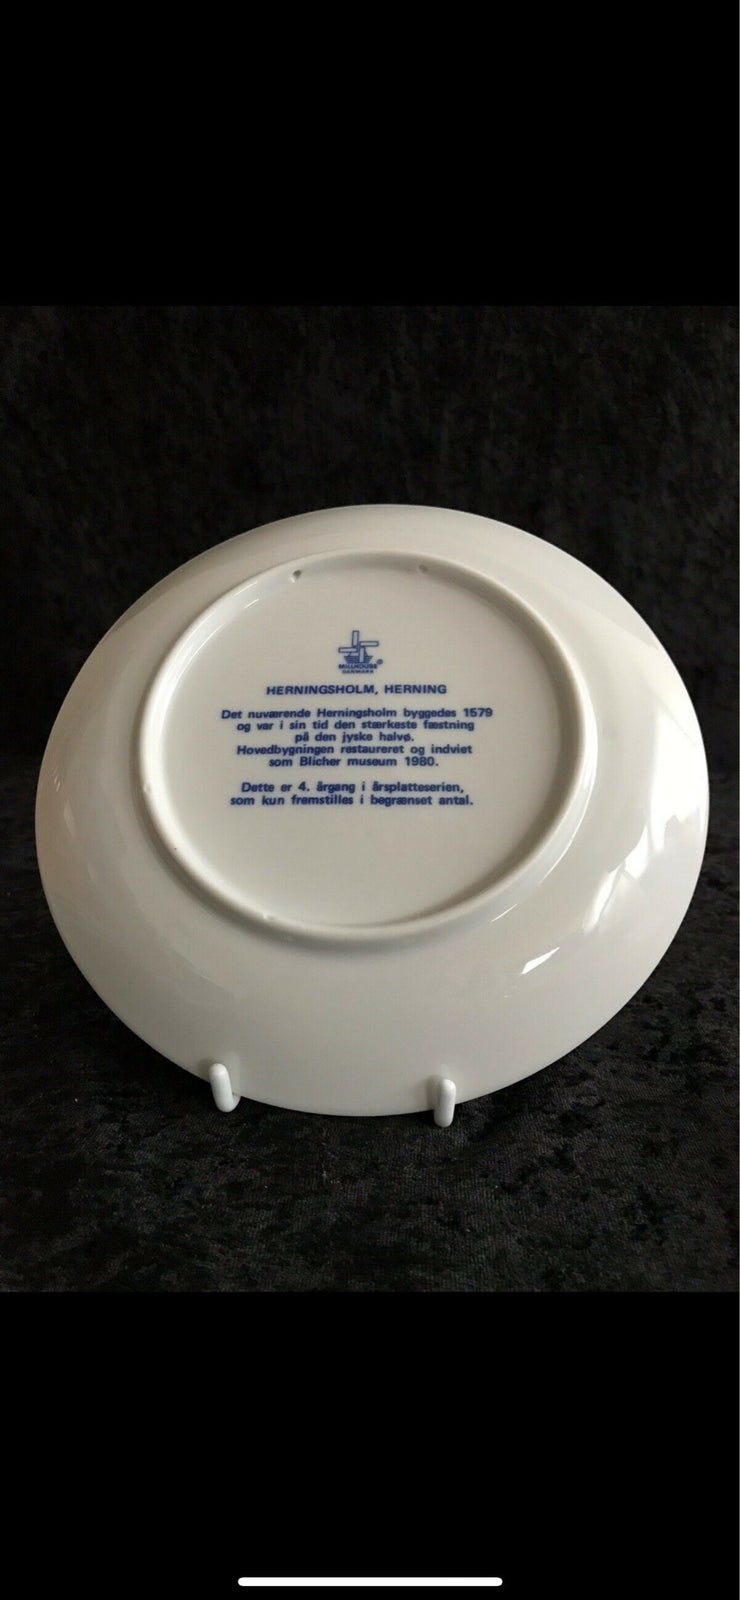 MILLHOUSE®
DANMARK
HERNINGSHOLM, HERNING
Det nuværende Herningsholm byggedes 1579
og var i sin tid den stærkeste fæstning
på den jyske halvø.
Hovedbygningen restaureret og indviet
som Blicher museum 1980.
Dette er 4. årgang i årsplatteserien,
som kun fremstilles i begrænset antal.